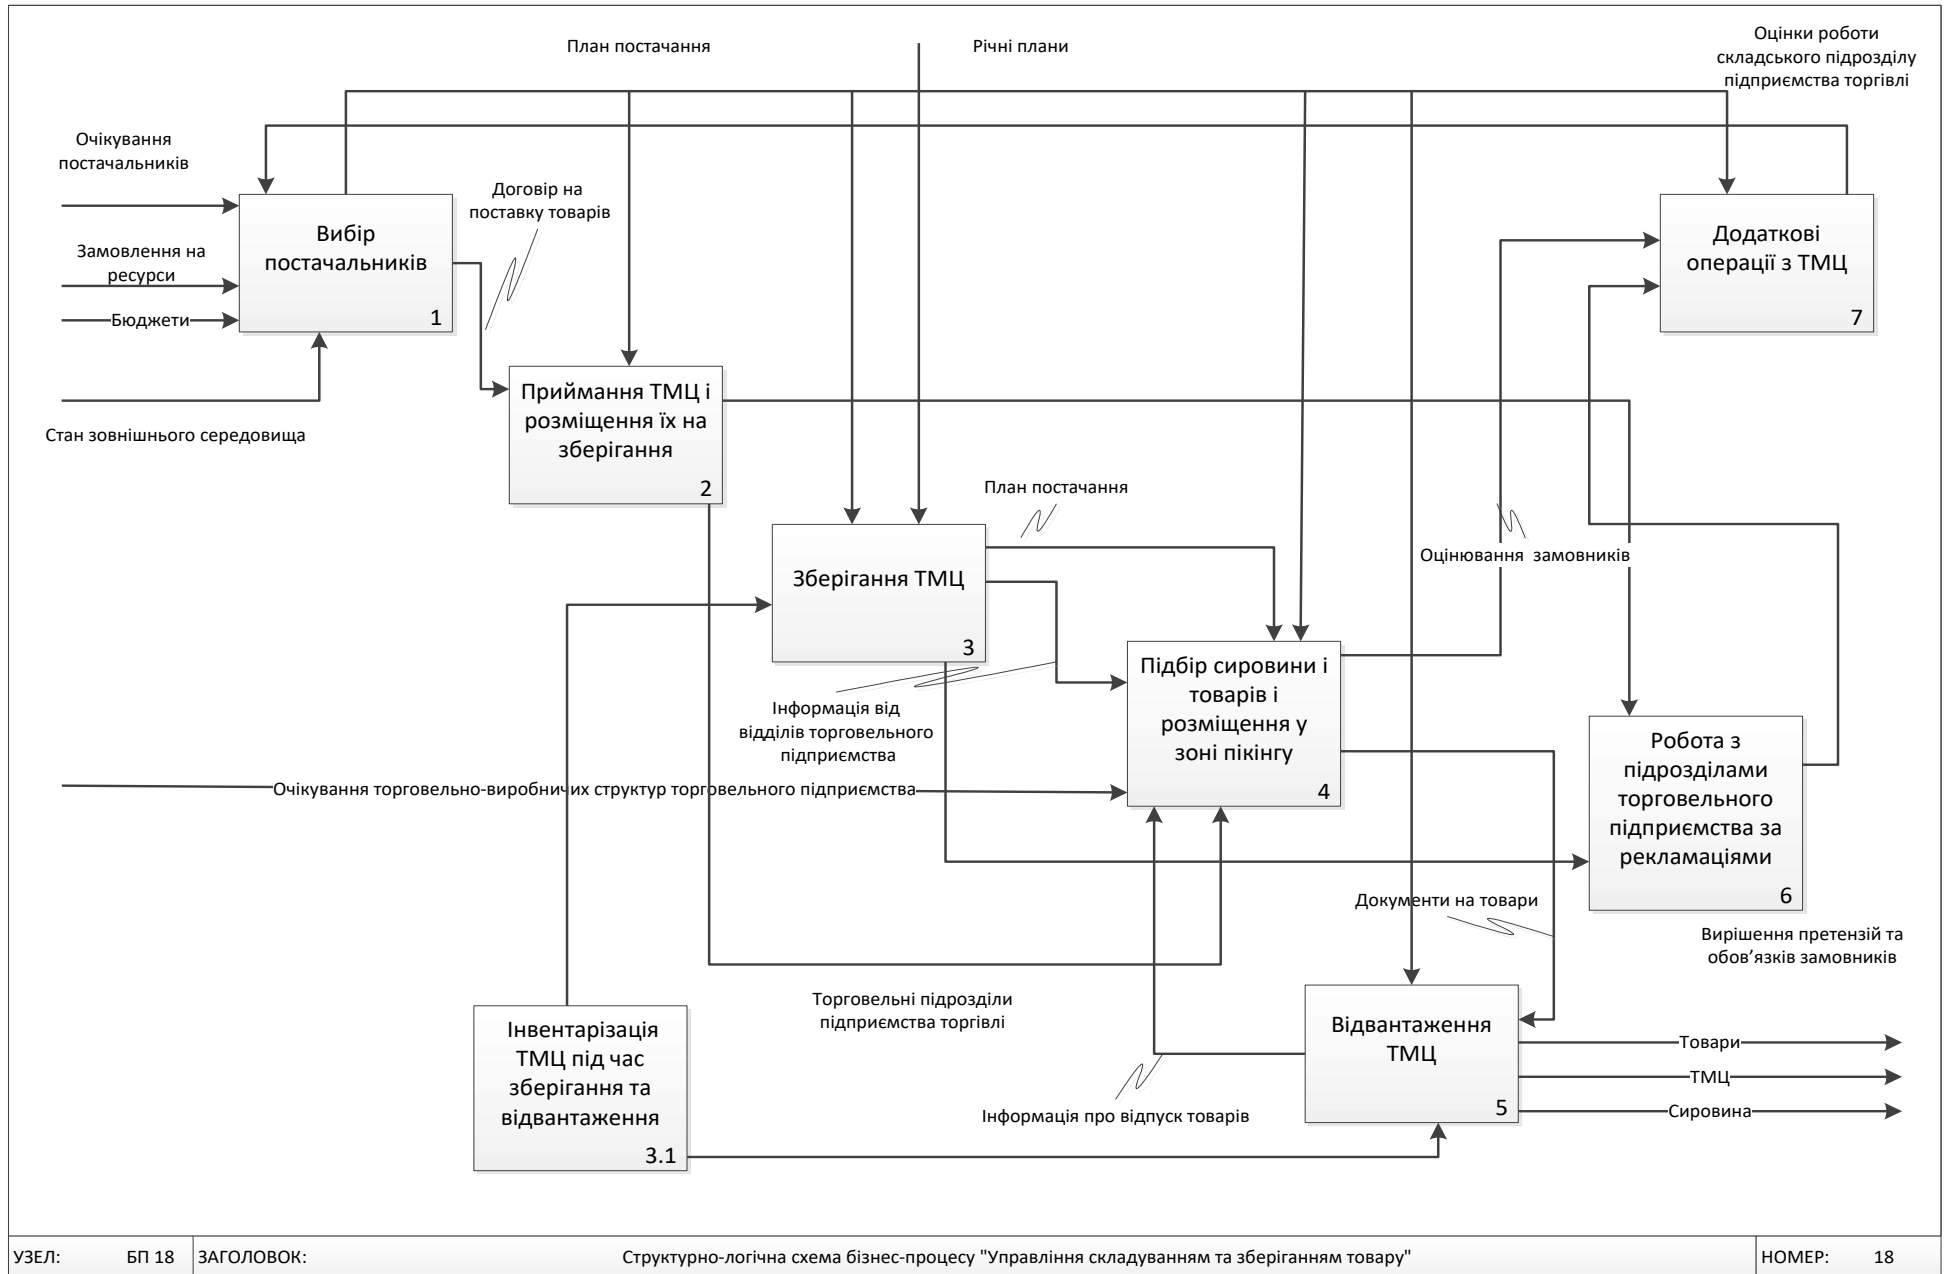 План постачання
Річні плани
Оцінки роботи
складського підрозділу
підприємства торгівлі
Очікування
постачальників
Замовлення на
ресурси
Бюджети
Стан зовнішнього середовища
Вибір
постачальників
1
Договір на
поставку товарів
Додаткові
операції з ТМЦ
7
Приймання ТМЦ і
розміщення їх на
зберігання
2
План постачання
Оцінювання замовників
Зберігання ТМЦ
3
Інформація від
відділів торговельного
підприємства
Підбір сировини і
товарів і
розміщення у
зоні пікінгу
4
Очікування торговельно-виробничих структур торговельного підприємства
Робота з
підрозділами
торговельного
підприємства за
рекламаціями
6
Документи на товари
Вирішення претензій та
обов’язків замовників
Торговельні підрозділи
підприємства торгівлі
Інвентарізація
ТМЦ під час
зберігання та
відвантаження
3.1
Відвантаження
ТМЦ
5
Товари
ТМЦ
Сировина
Інформація про відпуск товарів
УЗЕЛ: БП 18 ЗАГОЛОВОК: Структурно-логічна схема бізнес-процесу "Управління складуванням та зберіганням товару" НОМЕР: 18